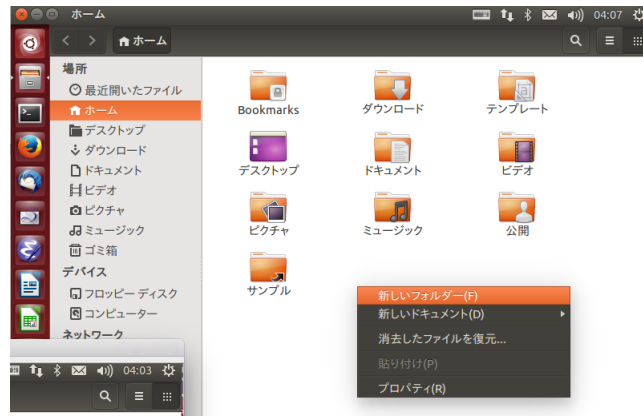 ホーム
04:07
ホーム
場所
最近開いたファイル
ホーム
デスクトップ
ダウンロード
ドキュメント
ビデオ
ピクチャ
ミュージック
ゴミ箱
デバイス
フロッピー ディスク
コンピューター
ネットワーク
Bookmarks
ダウンロード
テンプレート
デスクトップ
ドキュメント
ビデオ
ピクチャ
ミュージック
公開
サンプル
新しいフォルダー(F)
新しいドキュメント(D)
消去したファイルを復元...
貼り付け(P)
プロパティ(R)
04:03